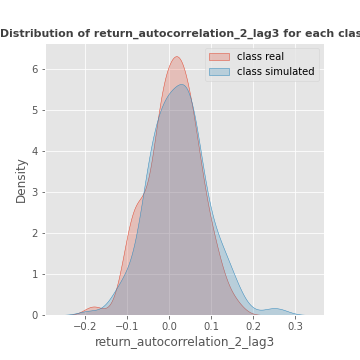 Distribution of return_autocorrelation_2_lag3 for each clas
class real
class simulated
6
5
4
3
2
1
0
Density
−0.2 −0.1 0.0 0.1 0.2 0.3
return_autocorrelation_2_lag3